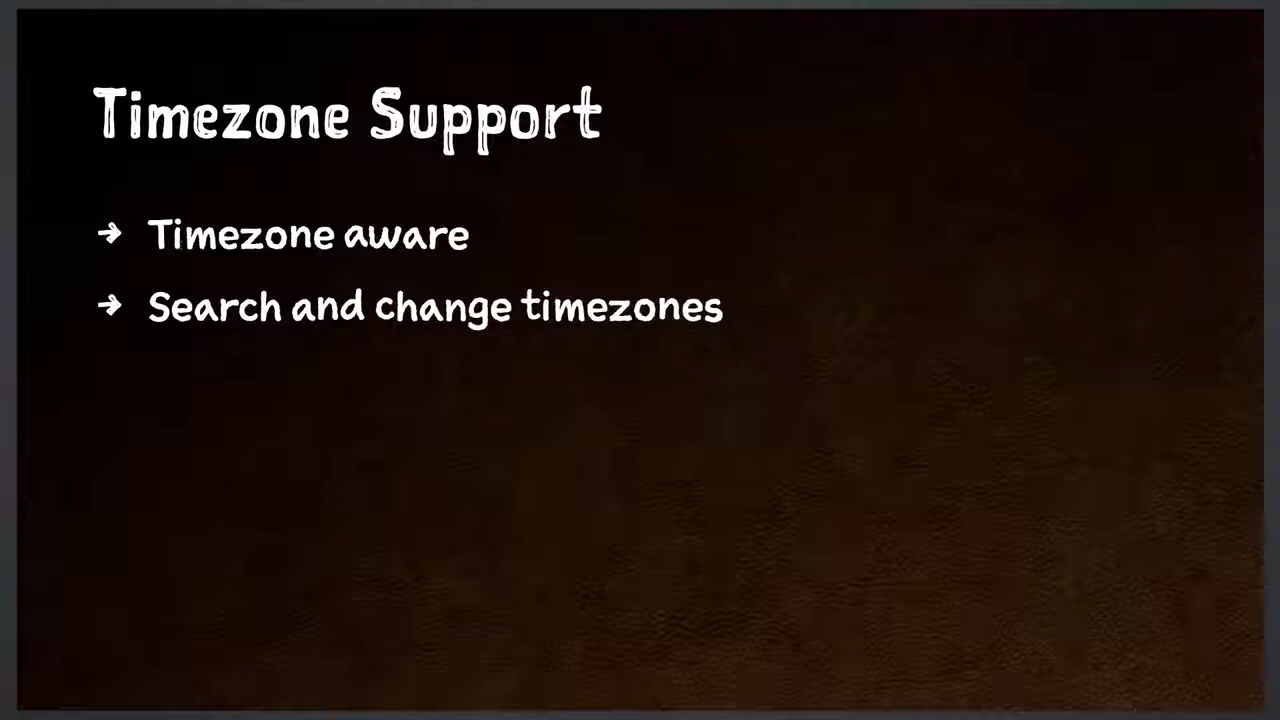 Timezone Support
→ Timezone aware
→ Search and change timezones